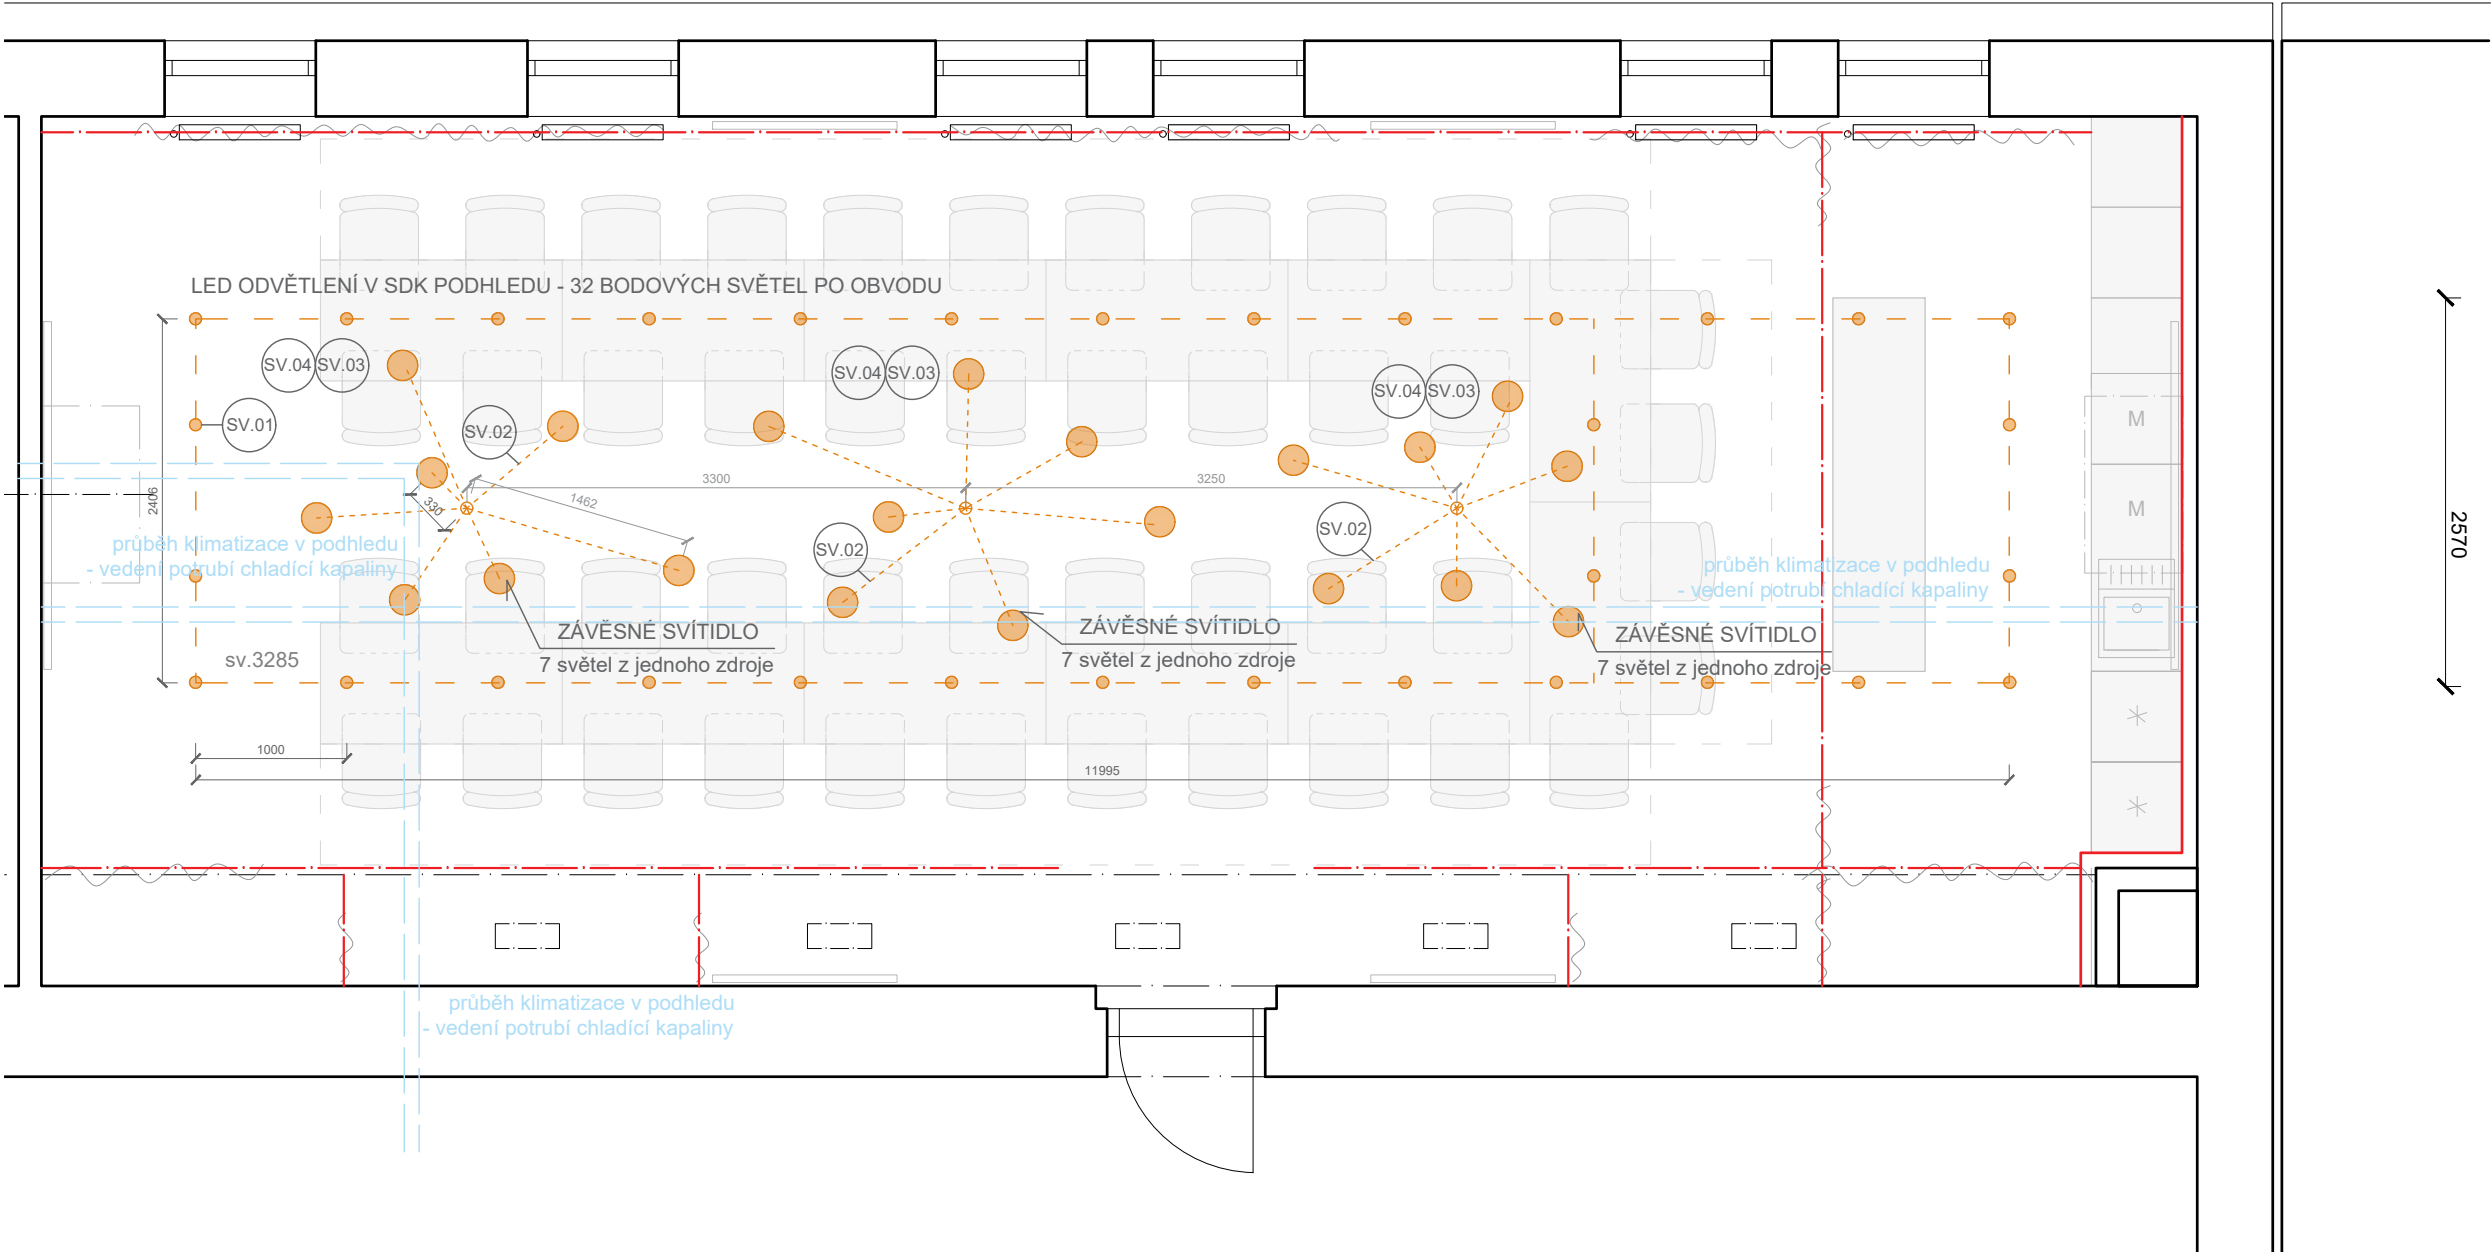 LED ODVĚTLENÍ V SDK PODHLEDU - 32 BODOVÝCH SVĚTEL PO OBVODU
SV.04 SV.03
SV.04 SV.03
SV.04 SV.03
SV.01
SV.02
M
3300
3250
1462
2406
330
M
SV.02
SV.02
2570
průběh klimatizace v podhledu
- vedení potrubí chladící kapaliny
průběh klimatizace v podhledu
- vedení potrubí chladící kapaliny
ZÁVĚSNÉ SVÍTIDLO
7 světel z jednoho zdroje
ZÁVĚSNÉ SVÍTIDLO
7 světel z jednoho zdroje
ZÁVĚSNÉ SVÍTIDLO
7 světel z jednoho zdroje
sv.3285
1000
11995
průběh klimatizace v podhledu
- vedení potrubí chladící kapaliny